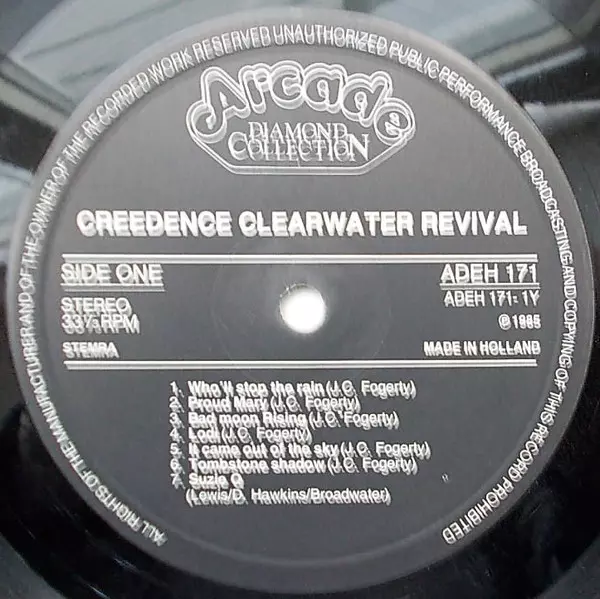 ALL RIGHTS OF THE MANUFACTURER AND OF THE OWNER OF THE RECORDED WORK RESERVED UNAUTHORIZED PUBLIC PERFORMANCE BROADCASTING AND COPYING OF THIS RECORD PROHIBITED
Arcade
DIAMOND
COLLECTION
CREEDENCE CLEARWATER REVIVAL
SIDE ONE
ADEH 171
STEREO
ADEH 171-1Y
33⅓ RPM
℗ 1985
STEMRA
MADE IN HOLLAND
1. Who'll stop the rain (J.C. Fogerty)
2. Proud Mary (J.C. Fogerty)
3. Bad moon Rising (J.C. Fogerty)
4. Lodi (J.C. Fogerty)
5. It came out of the sky (J.C. Fogerty)
6. Tombstone shadow (J.C. Fogerty)
7. Suzie Q
(Lewis/D. Hawkins/Broadwater)